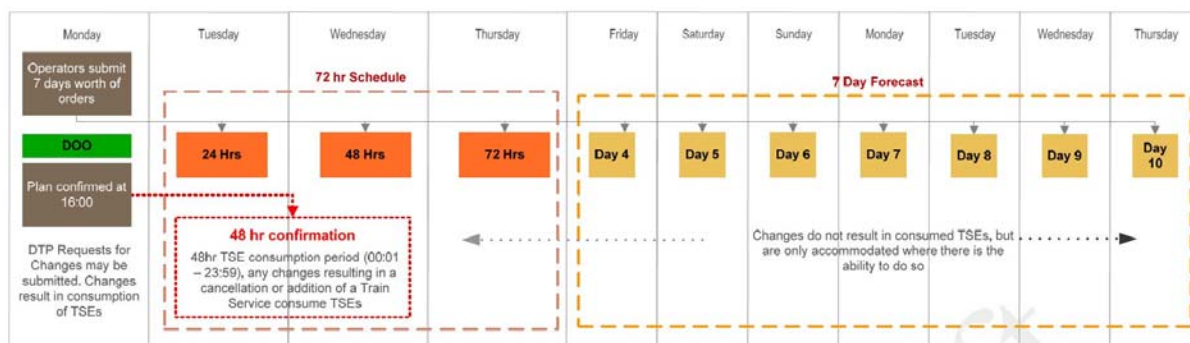 Monday
Tuesday
Wednesday
Thursday
Friday
Saturday
Sunday
Monday
Tuesday
Wednesday
Thursday
Operators submit
7 days worth of
orders
72 hr Schedule
7 Day Forecast
DOO
24 Hrs
48 Hrs
72 Hrs
Day 4
Day 5
Day 6
Day 7
Day 8
Day 9
Day
10
Plan confirmed at
16:00
48 hr confirmation
48hr TSE consumption period (00:01
– 23:59), any changes resulting in a
cancellation or addition of a Train
Service consume TSEs
Changes do not result in consumed TSEs, but
are only accommodated where there is the
ability to do so
DTP Requests for
Changes may be
submitted. Changes
result in consumption
of TSEs